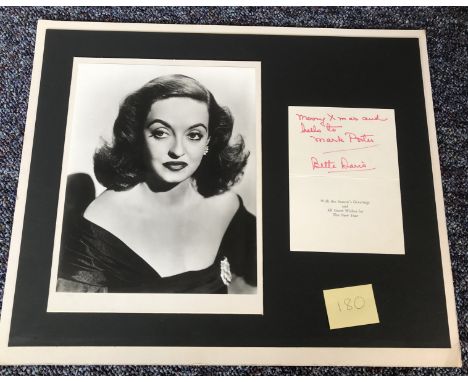 Merry Xmas and
hello to
Mark Porter
Bette Davis
With the Season's Greetings
and
All Good Wishes for
The New Year
180